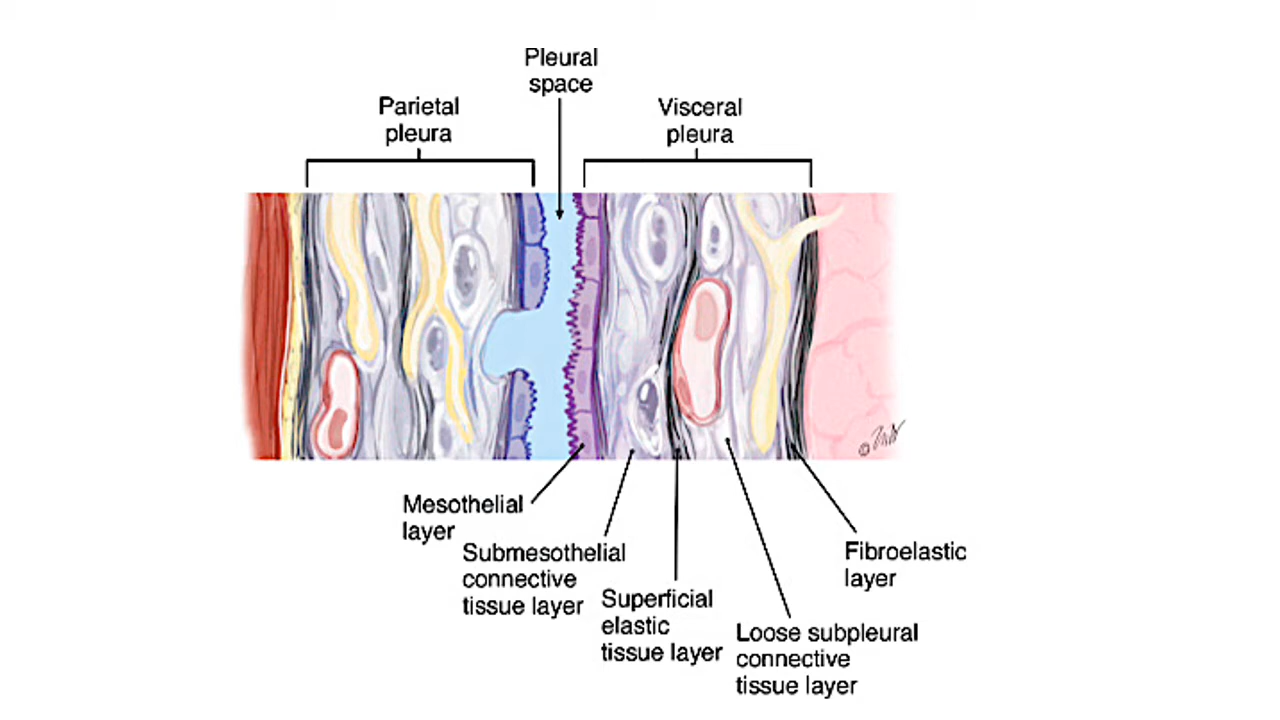 Pleural
space
Parietal
pleura
Visceral
pleura
Mesothelial
layer
Submesothelial
connective
tissue layer
Superficial
elastic
tissue layer
Loose subpleural
connective
tissue layer
Fibroelastic
layer
©